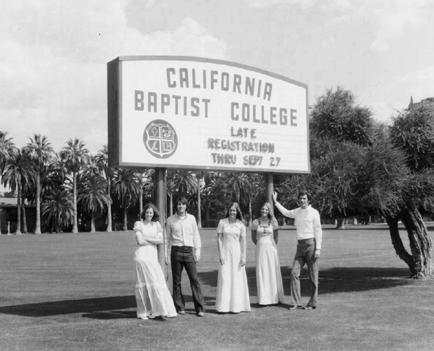 CALIFORNIA
BAPTIST COLLEGE
LATE
REGISTRATION
THRU SEPT 27